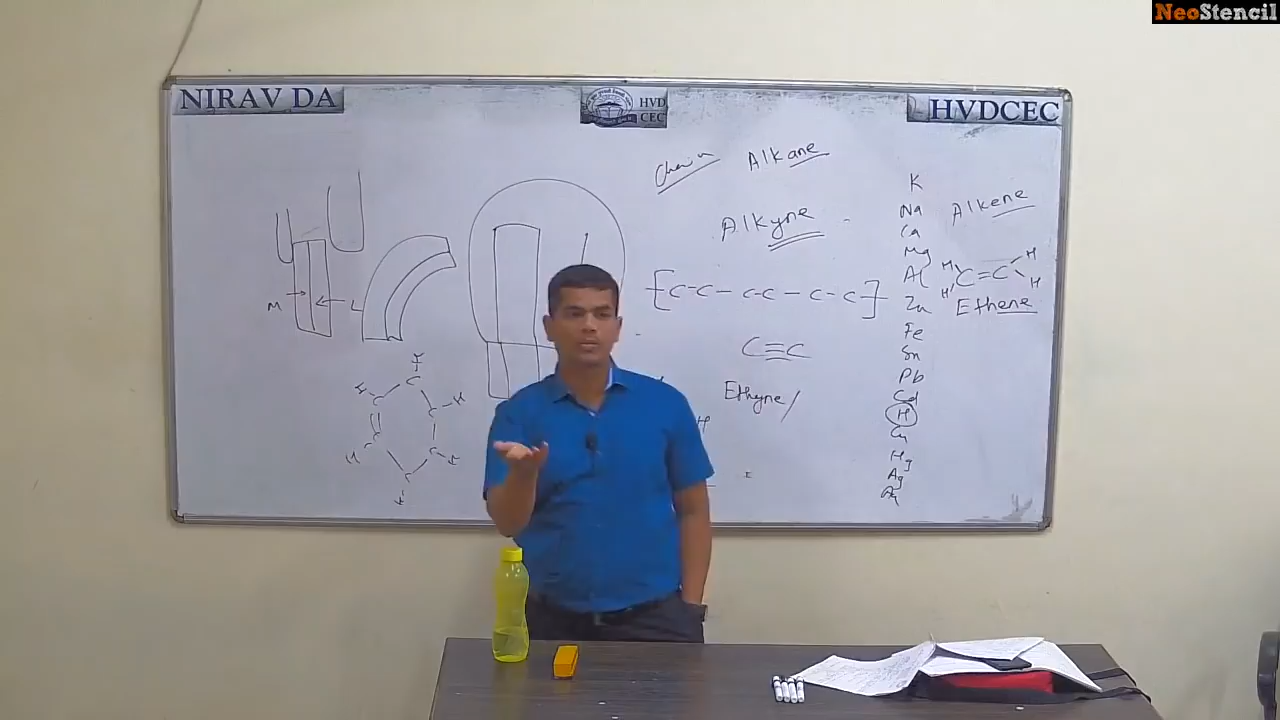 NeoStencil
NIRAV DA
HVD
CEC
HVDCEC
Chain Alkane
Alkyne
[C-C-C-C-C-C]
C≡C
Ethyne/
M
L
K
Na
Ca
Mg
Al
Zn
Fe
Sn
Pb
Cd
H
Cu
Hg
Ag
Au
Alkene
H H
C=C
H H
Ethene
H
C
H C C H
H C C H
C
H
H